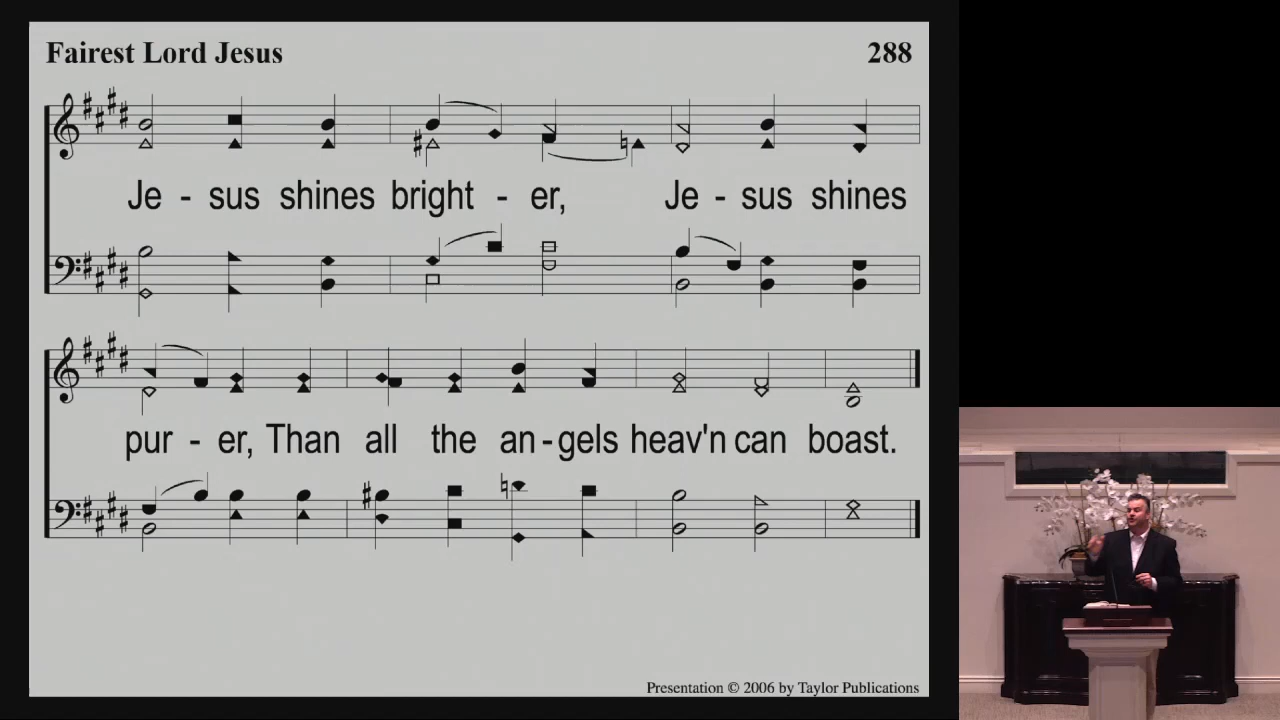 Fairest Lord Jesus 288
Je - sus shines bright - er, Je - sus shines
pur - er, Than all the an - gels heav'n can boast.
Presentation © 2006 by Taylor Publications